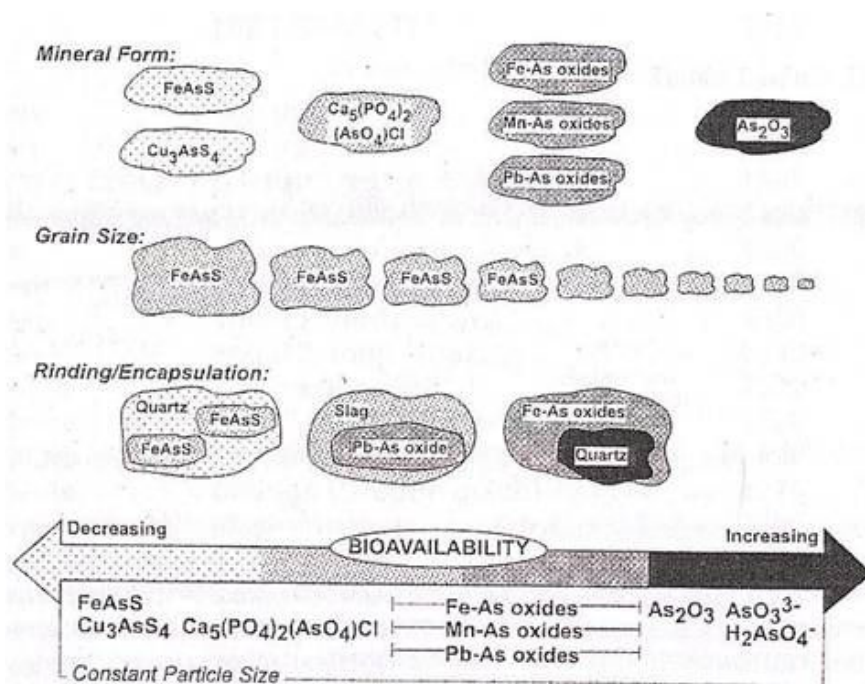 Mineral Form:
FeAsS
Cu₃AsS₄
Ca₅(PO₄)₂
(AsO₄)Cl
Fe-As oxides
Mn-As oxides
Pb-As oxides
As₂O₃
Grain Size:
FeAsS FeAsS FeAsS FeAsS
Rinding/Encapsulation:
Quartz
FeAsS
FeAsS
Slag
Pb-As oxide
Fe-As oxides
Quartz
Decreasing
BIOAVAILABILITY
Increasing
FeAsS
Cu₃AsS₄ Ca₅(PO₄)₂(AsO₄)Cl
Fe-As oxides
Mn-As oxides
Pb-As oxides
As₂O₃ AsO₃³⁻
H₂AsO₄⁻
Constant Particle Size